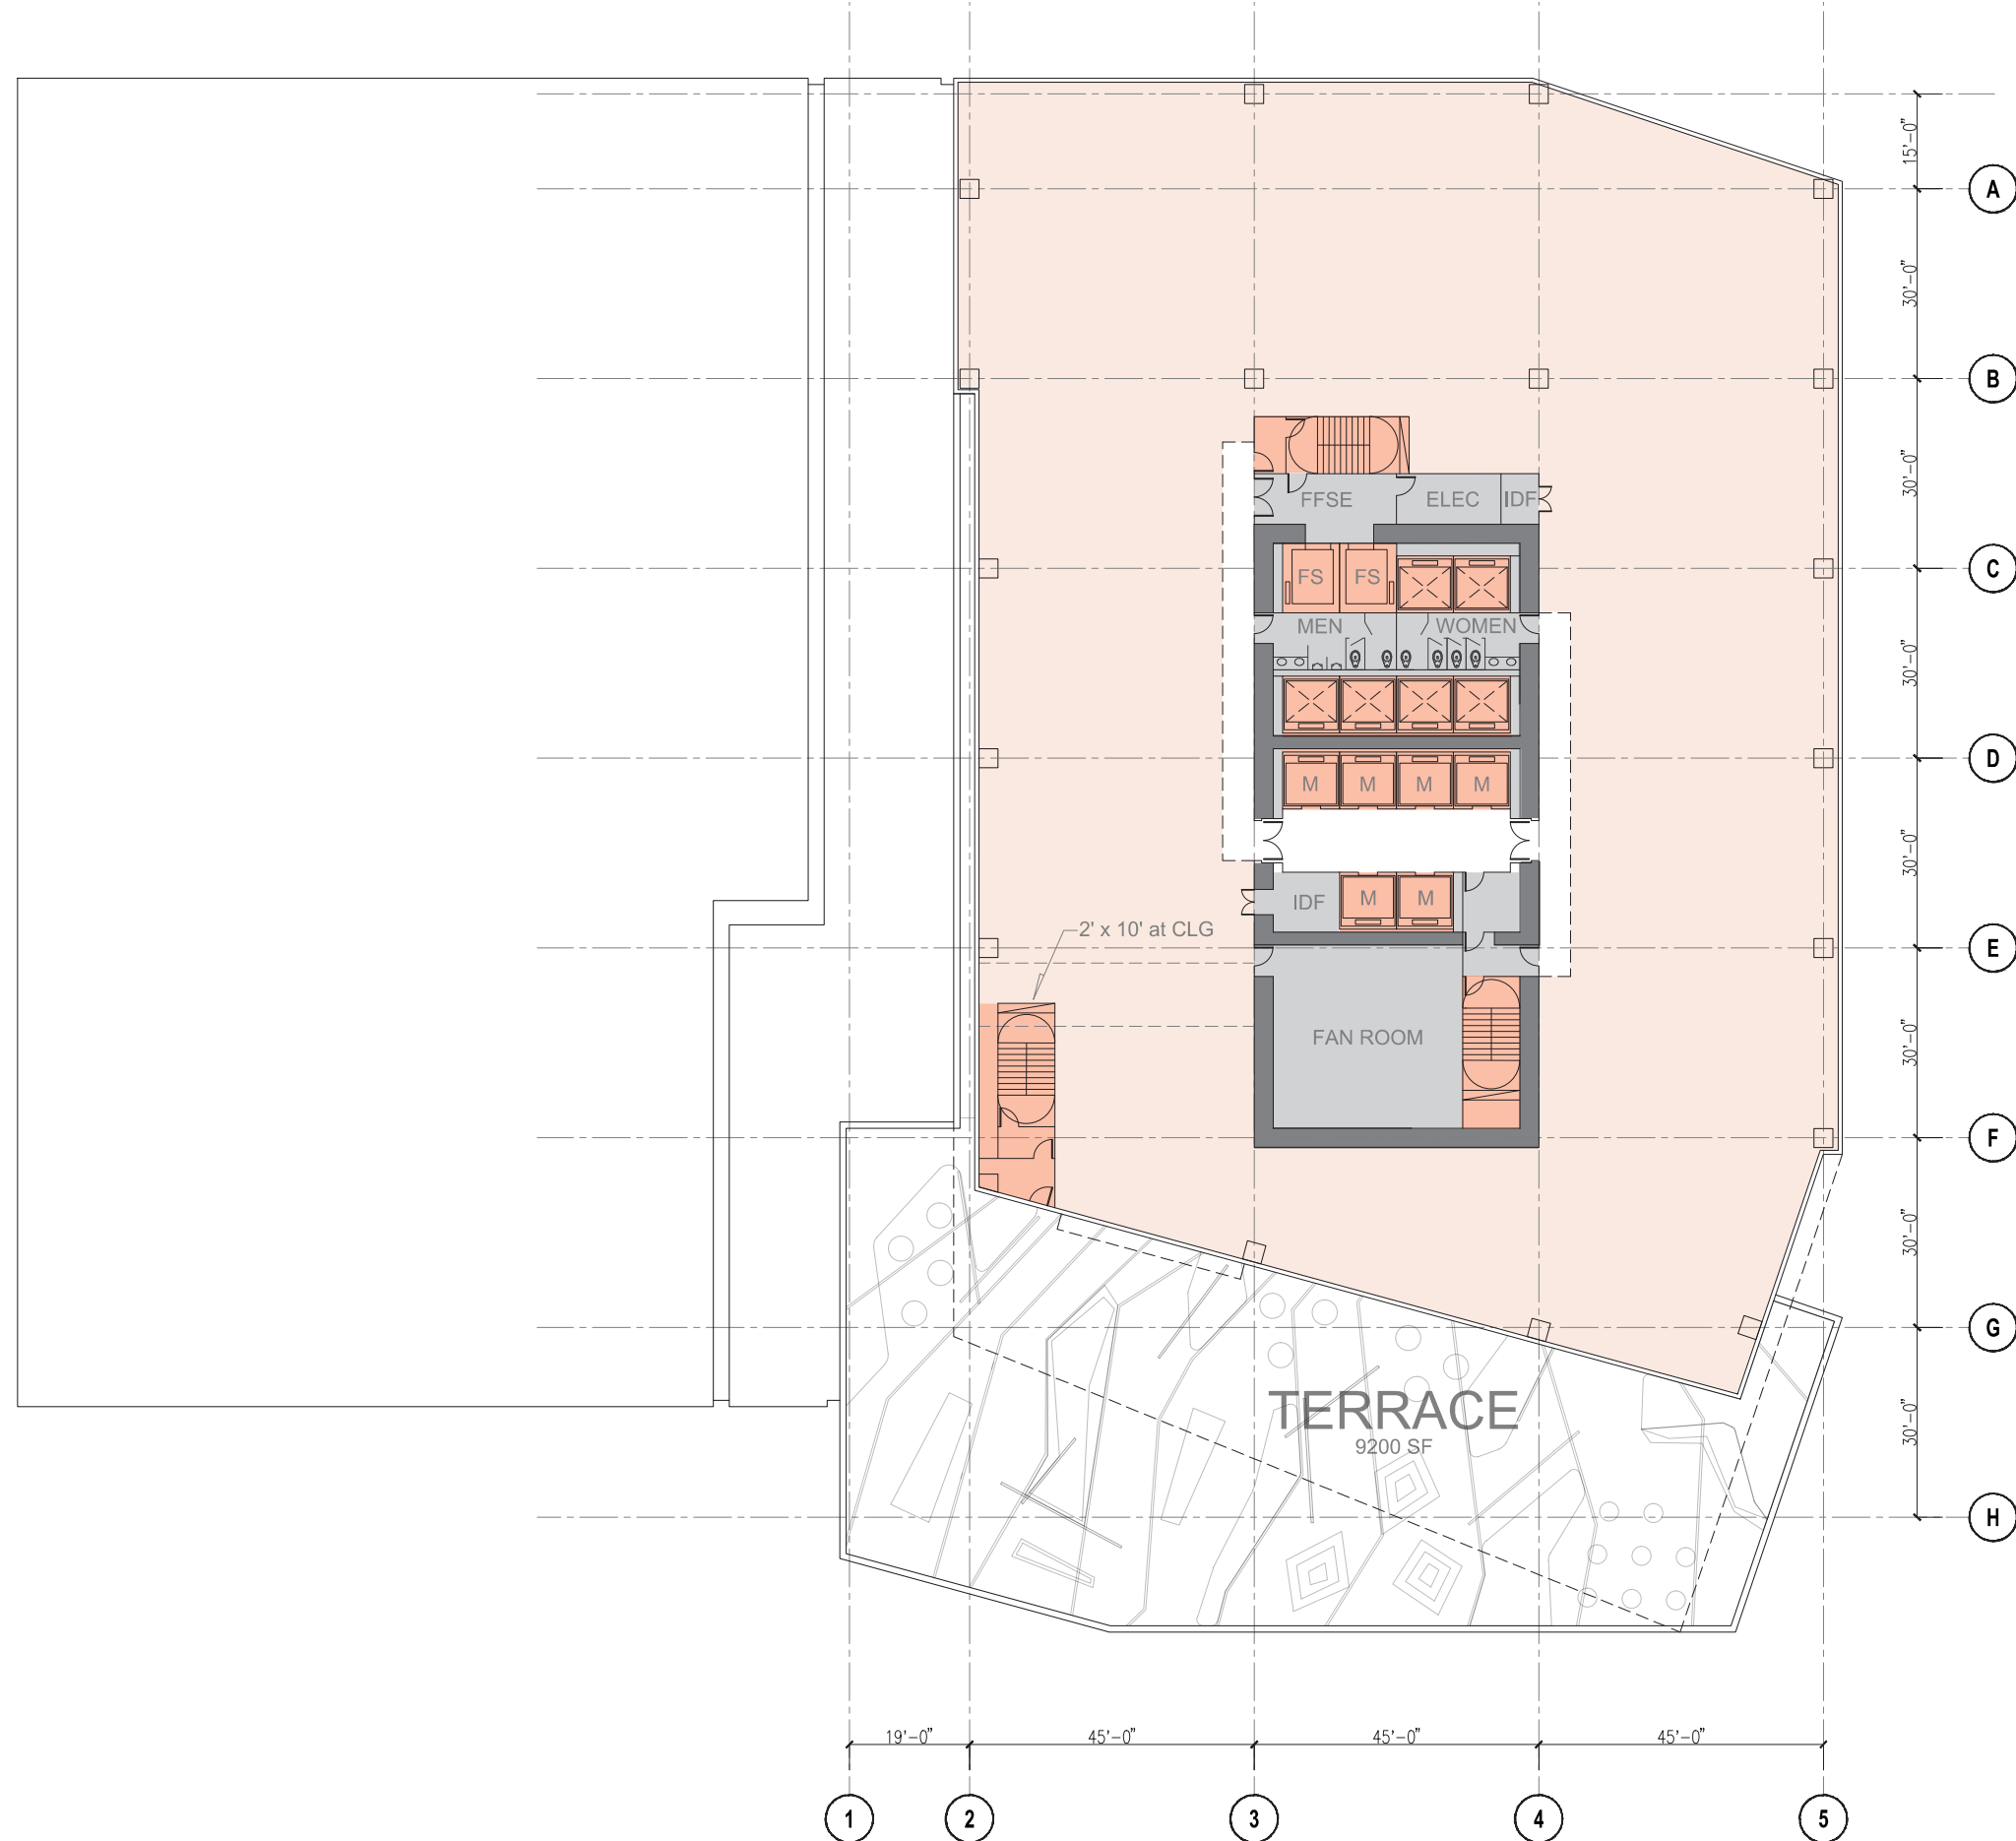 15'-0"
A
30'-0"
B
30'-0"
FFSE
ELEC
IDF
C
FS
FS
MEN
WOMEN
30'-0"
D
M
M
M
M
30'-0"
IDF
M
M
2' x 10' at CLG
E
FAN ROOM
30'-0"
F
30'-0"
G
TERRACE
9200 SF
30'-0"
H
19'-0"
45'-0"
45'-0"
45'-0"
1
2
3
4
5